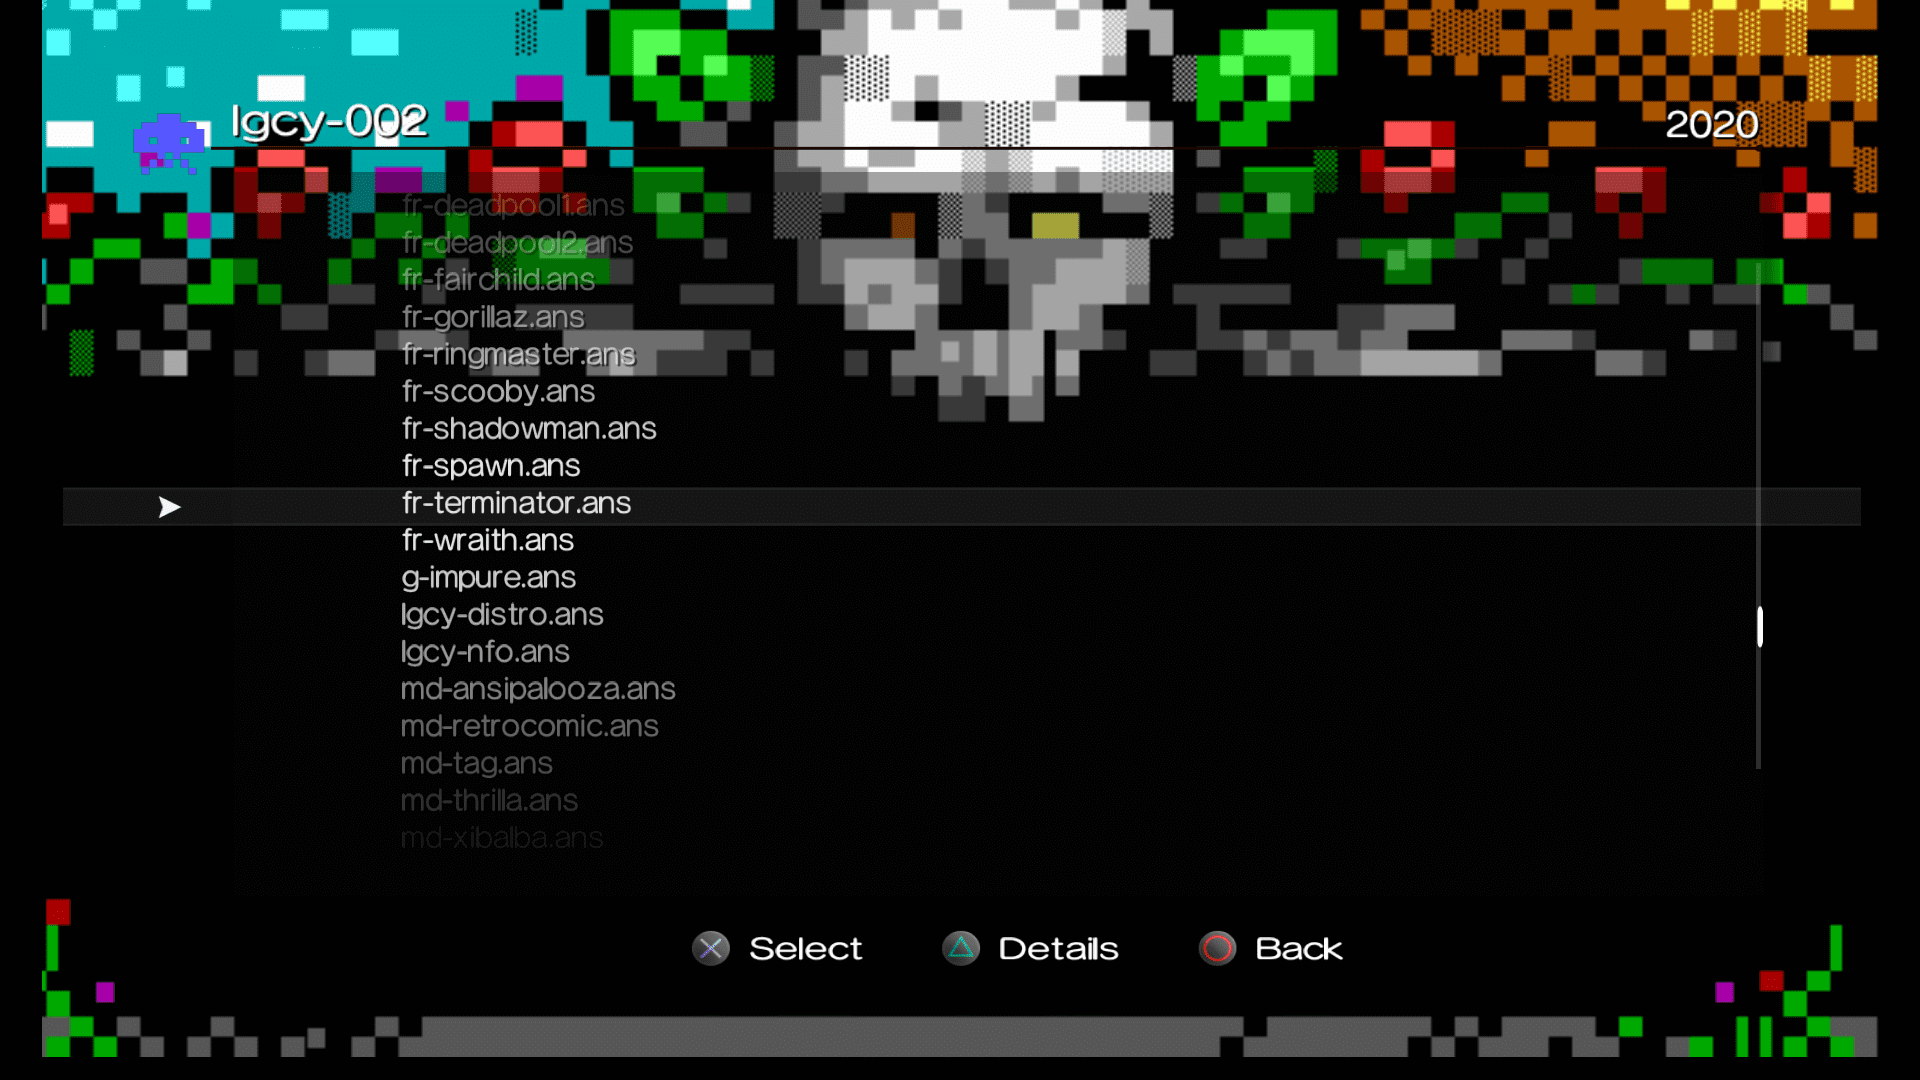 lgcy-002
2020
fr-deadpool1.ans
fr-deadpool2.ans
fr-fairchild.ans
fr-gorillaz.ans
fr-ringmaster.ans
fr-scooby.ans
fr-shadowman.ans
fr-spawn.ans
fr-terminator.ans
fr-wraith.ans
g-impure.ans
lgcy-distro.ans
lgcy-nfo.ans
md-ansipalooza.ans
md-retrocomic.ans
md-tag.ans
md-thrilla.ans
md-xibalba.ans
Select Details Back